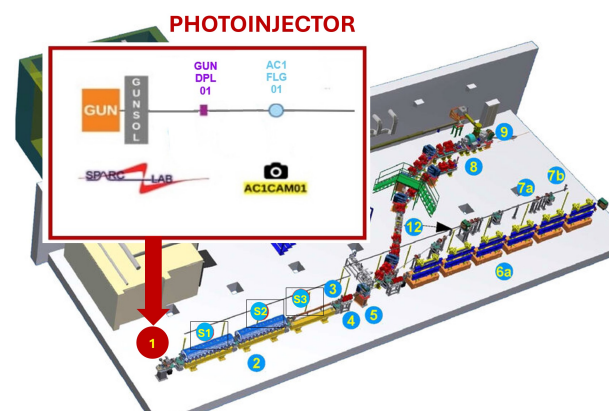 PHOTOINJECTOR
GUN
DPL
01
AC1
FLG
01
GUN
GUNSOL
SPARC LAB
AC1CAM01
9
8
7a
7b
12
6a
1
S1
S2
S3
3
4
5
2